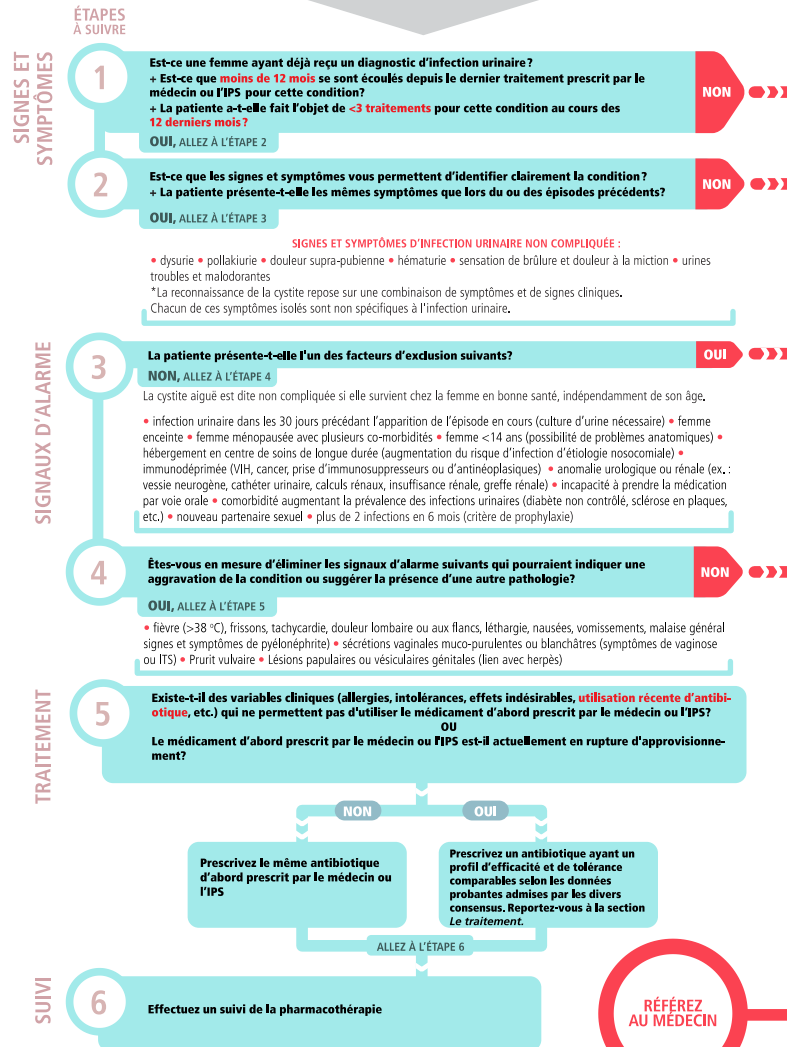 ÉTAPES
À SUIVRE
SIGNES ET
SYMPTÔMES
1
Est-ce une femme ayant déjà reçu un diagnostic d'infection urinaire?
+ Est-ce que moins de 12 mois se sont écoulés depuis le dernier traitement prescrit par le
médecin ou l'IPS pour cette condition?
+ La patiente a-t-elle fait l'objet de <3 traitements pour cette condition au cours des
12 derniers mois?
NON
OUI, ALLEZ À L'ÉTAPE 2
2
Est-ce que les signes et symptômes vous permettent d'identifier clairement la condition?
+ La patiente présente-t-elle les mêmes symptômes que lors du ou des épisodes précédents?
NON
OUI, ALLEZ À L'ÉTAPE 3
SIGNES ET SYMPTÔMES D'INFECTION URINAIRE NON COMPLIQUÉE :
• dysurie • pollakiurie • douleur supra-pubienne • hématurie • sensation de brûlure et douleur à la miction • urines
troubles et malodorantes
*La reconnaissance de la cystite repose sur une combinaison de symptômes et de signes cliniques.
Chacun de ces symptômes isolés sont non spécifiques à l'infection urinaire.
SIGNAUX D'ALARME
3
La patiente présente-t-elle l'un des facteurs d'exclusion suivants?
OUI
NON, ALLEZ À L'ÉTAPE 4
La cystite aiguë est dite non compliquée si elle survient chez la femme en bonne santé, indépendamment de son âge.
• infection urinaire dans les 30 jours précédant l'apparition de l'épisode en cours (culture d'urine nécessaire) • femme
enceinte • femme ménopausée avec plusieurs co-morbidités • femme <14 ans (possibilité de problèmes anatomiques) •
hébergement en centre de soins de longue durée (augmentation du risque d'infection d'étiologie nosocomiale) •
immunodéprimée (VIH, cancer, prise d'immunosuppresseurs ou d'antinéoplasiques) • anomalie urologique ou rénale (ex. :
vessie neurogène, cathéter urinaire, calculs rénaux, insuffisance rénale, greffe rénale) • incapacité à prendre la médication
par voie orale • comorbidité augmentant la prévalence des infections urinaires (diabète non contrôlé, sclérose en plaques,
etc.) • nouveau partenaire sexuel • plus de 2 infections en 6 mois (critère de prophylaxie)
4
Êtes-vous en mesure d'éliminer les signaux d'alarme suivants qui pourraient indiquer une
aggravation de la condition ou suggérer la présence d'une autre pathologie?
NON
OUI, ALLEZ À L'ÉTAPE 5
• fièvre (>38 °C), frissons, tachycardie, douleur lombaire ou aux flancs, léthargie, nausées, vomissements, malaise général
signes et symptômes de pyélonéphrite) • sécrétions vaginales muco-purulentes ou blanchâtres (symptômes de vaginose
ou ITS) • Prurit vulvaire • Lésions papulaires ou vésiculaires génitales (lien avec herpès)
TRAITEMENT
5
Existe-t-il des variables cliniques (allergies, intolérances, effets indésirables, utilisation récente d'antibi-
otique, etc.) qui ne permettent pas d'utiliser le médicament d'abord prescrit par le médecin ou l'IPS?
OU
Le médicament d'abord prescrit par le médecin ou l'IPS est-il actuellement en rupture d'approvisionne-
ment?
NON
OUI
Prescrivez le même antibiotique
d'abord prescrit par le médecin ou
l'IPS
Prescrivez un antibiotique ayant un
profil d'efficacité et de tolérance
comparables selon les données
probantes admises par les divers
consensus. Reportez-vous à la section
Le traitement.
ALLEZ À L'ÉTAPE 6
SUIVI
6
Effectuez un suivi de la pharmacothérapie
RÉFÉREZ
AU MÉDECIN